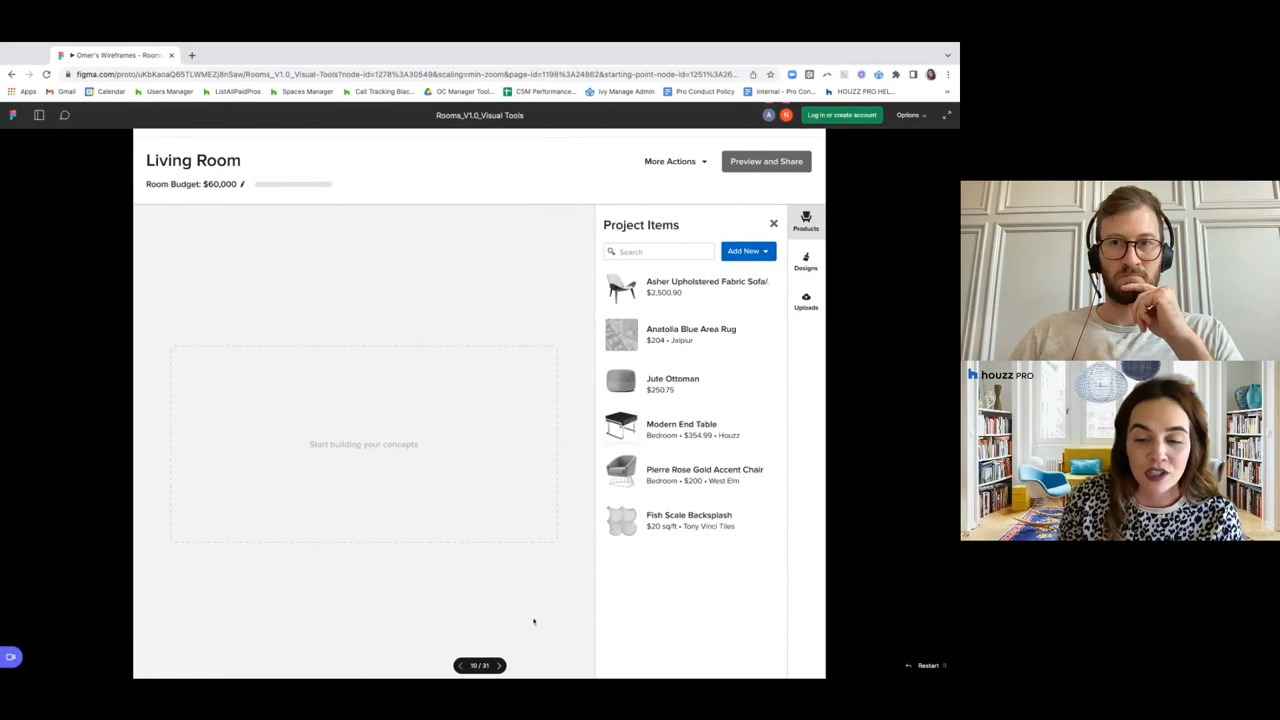 Omer's Wireframes - Rooms
figma.com/proto/uKbKaoaQ65TLWMEZj8nSaw/Rooms_V1.0_Visual-Tools?node-id=1278%3A30549&scaling=min-zoom&page-id=1198%3A24862&starting-point-node-id=1251%3A26...
Apps Gmail Calendar Users Manager ListAllPaidPros Spaces Manager Call Tracking Blac... OC Manager Tool... CSM Performance... Ivy Manage Admin Pro Conduct Policy Internal - Pro Con... HOUZZ PRO HEL... »
Rooms_V1.0_Visual Tools
A N
Log in or create account
Options
Living Room
More Actions
Preview and Share
Room Budget: $60,000
Project Items
Products
Search
Add New
Designs
Asher Upholstered Fabric Sofa/.
$2,500.90
Uploads
Anatolia Blue Area Rug
$204 • Jaipiur
Jute Ottoman
$250.75
Modern End Table
Bedroom • $354.99 • Houzz
Start building your concepts
Pierre Rose Gold Accent Chair
Bedroom • $200 • West Elm
Fish Scale Backsplash
$20 sq/ft • Tony Vinci Tiles
10 / 31
Restart R
houzz PRO